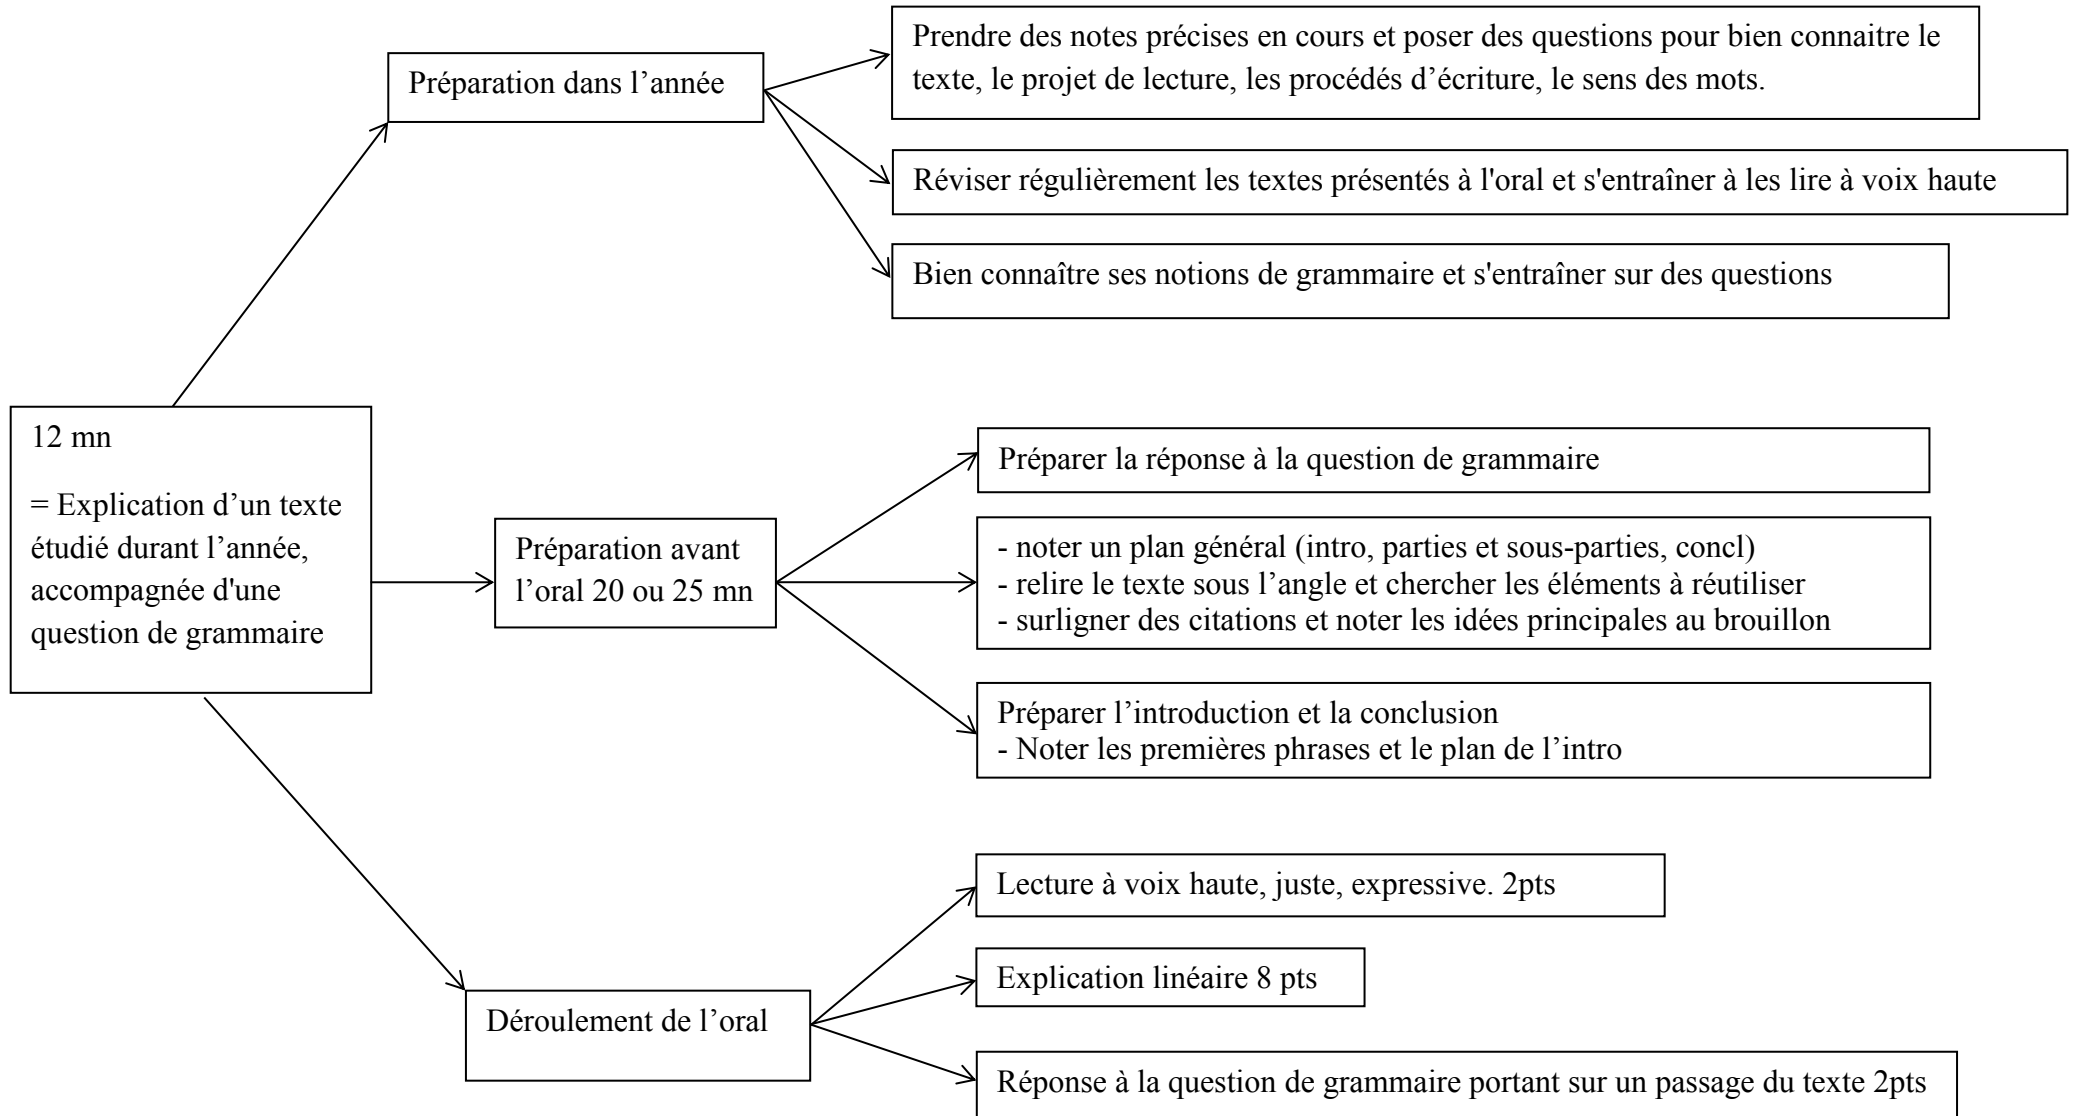 Préparation dans l’année
Prendre des notes précises en cours et poser des questions pour bien connaitre le
texte, le projet de lecture, les procédés d’écriture, le sens des mots.
Réviser régulièrement les textes présentés à l'oral et s'entraîner à les lire à voix haute
Bien connaître ses notions de grammaire et s'entraîner sur des questions
12 mn
= Explication d’un texte
étudié durant l’année,
accompagnée d'une
question de grammaire
Préparation avant
l’oral 20 ou 25 mn
Préparer la réponse à la question de grammaire
- noter un plan général (intro, parties et sous-parties, concl)
- relire le texte sous l’angle et chercher les éléments à réutiliser
- surligner des citations et noter les idées principales au brouillon
Préparer l’introduction et la conclusion
- Noter les premières phrases et le plan de l’intro
Déroulement de l’oral
Lecture à voix haute, juste, expressive. 2pts
Explication linéaire 8 pts
Réponse à la question de grammaire portant sur un passage du texte 2pts